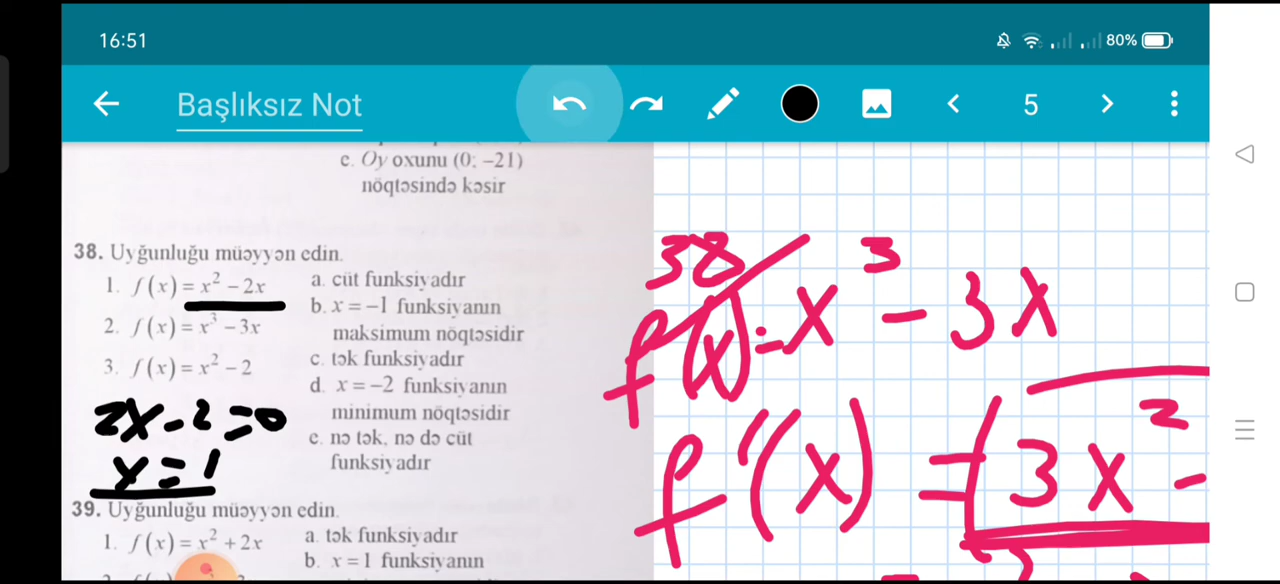 16:51
80%
Başlıksız Not
5
c. Oy oxunu (0; −21)
nöqtəsində kəsir
38. Uyğunluğu müəyyən edin.
1. f(x) = x² − 2x
2. f(x) = x³ − 3x
3. f(x) = x² − 2
a. cüt funksiyadır
b. x = −1 funksiyanın
maksimum nöqtəsidir
c. tək funksiyadır
d. x = −2 funksiyanın
minimum nöqtəsidir
e. nə tək, nə də cüt
funksiyadır
2x − 2 = 0
x = 1
39. Uyğunluğu müəyyən edin.
1. f(x) = x² + 2x
a. tək funksiyadır
b. x = 1 funksiyanın
38
f(x) = x³ − 3x
f'(x) = (3x² −